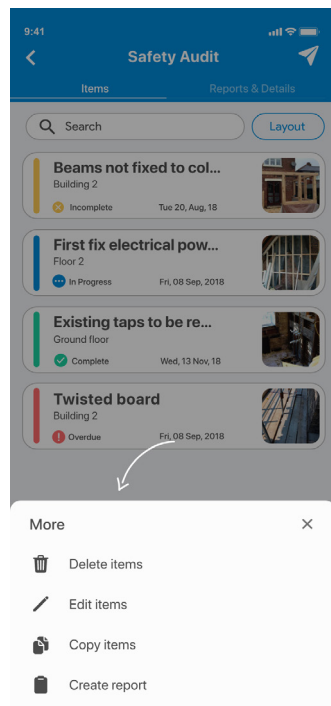 9:41
Safety Audit
Items Reports & Details
Search Layout
Beams not fixed to col...
Building 2
Incomplete Tue 20, Aug, 18
First fix electrical pow...
Floor 2
In Progress Fri, 08 Sep, 2018
Existing taps to be re...
Ground floor
Complete Wed, 13 Nov, 18
Twisted board
Building 2
Overdue Fri, 08 Sep, 2018
More
Delete items
Edit items
Copy items
Create report